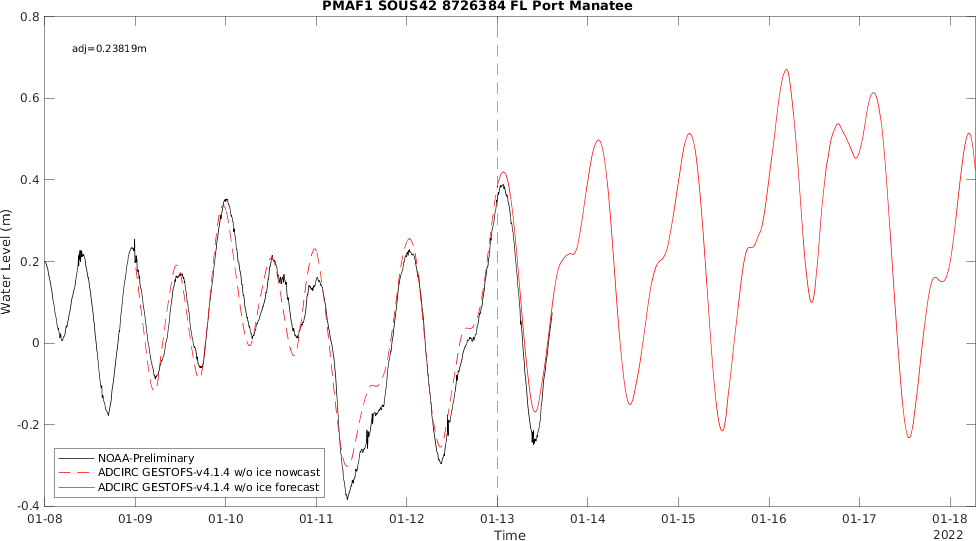 PMAF1 SOUS42 8726384 FL Port Manatee
adj=0.23819m
Water Level (m)
0.8
0.6
0.4
0.2
0
-0.2
-0.4
NOAA-Preliminary
ADCIRC GESTOFS-v4.1.4 w/o ice nowcast
ADCIRC GESTOFS-v4.1.4 w/o ice forecast
01-08 01-09 01-10 01-11 01-12 01-13 01-14 01-15 01-16 01-17 01-18
Time
2022